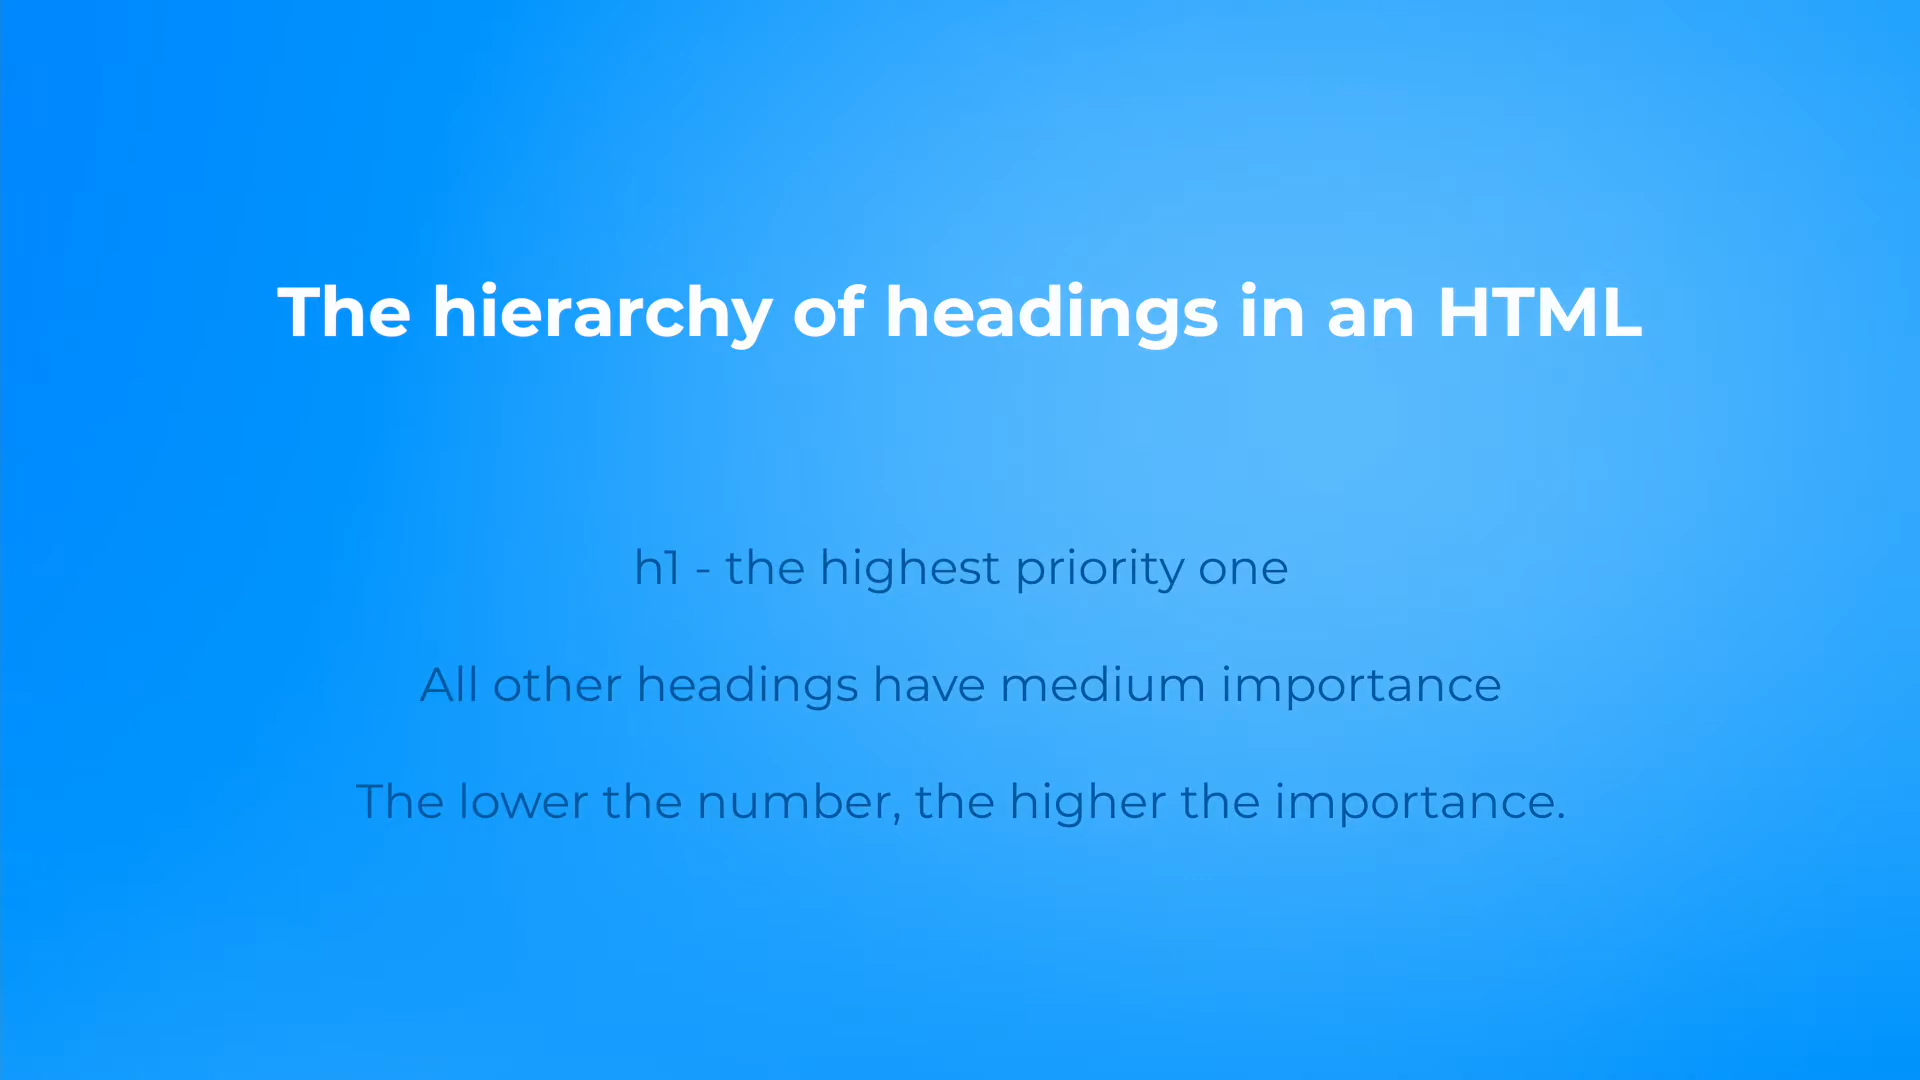 The hierarchy of headings in an HTML
h1 - the highest priority one
All other headings have medium importance
The lower the number, the higher the importance.